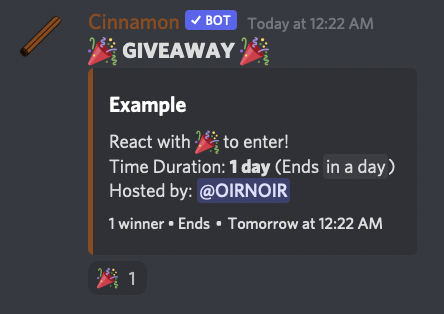 Cinnamon ✓ BOT Today at 12:22 AM
🎉 GIVEAWAY 🎉
Example
React with 🎉 to enter!
Time Duration: 1 day (Ends in a day)
Hosted by: @OIRNOIR
1 winner • Ends • Tomorrow at 12:22 AM
🎉 1